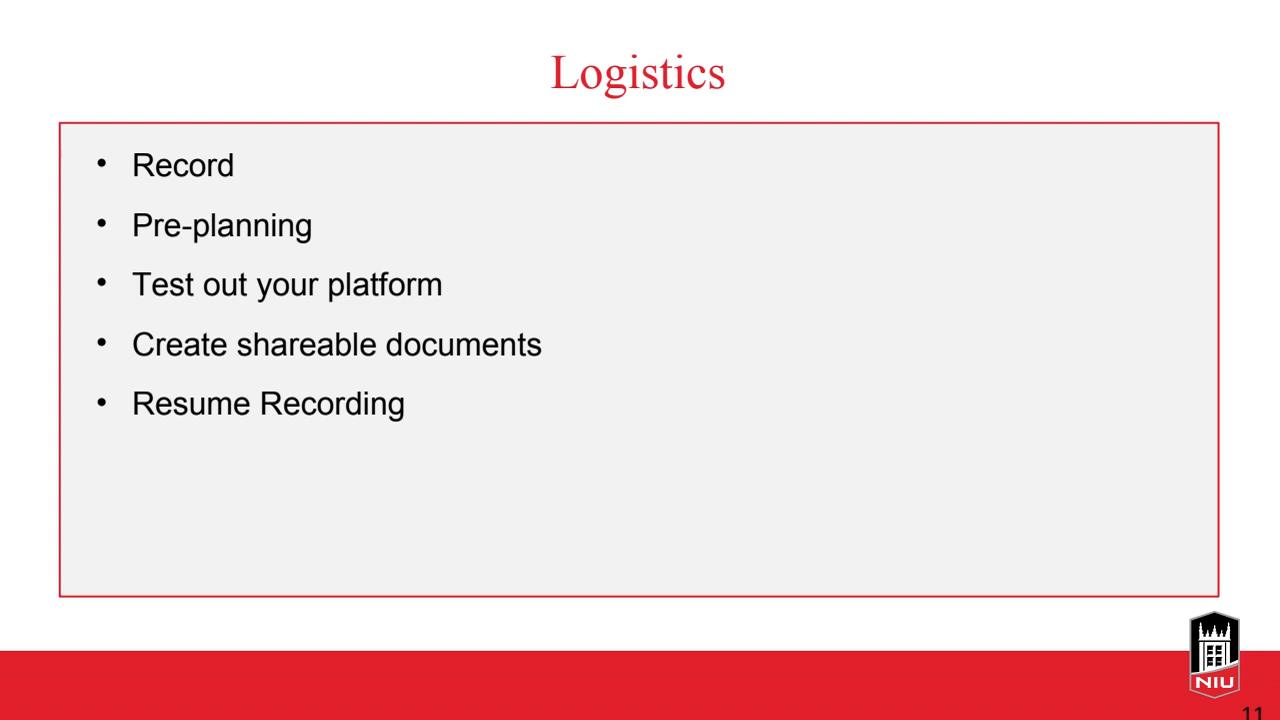 Logistics
• Record
• Pre-planning
• Test out your platform
• Create shareable documents
• Resume Recording
NIU
11